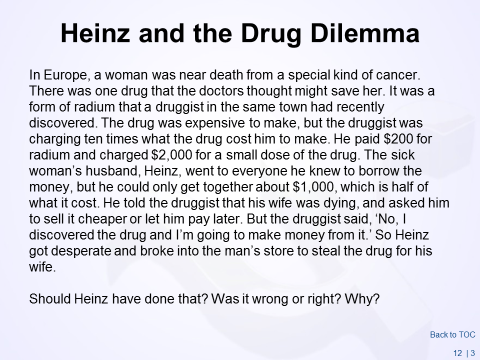 Heinz and the Drug Dilemma
In Europe, a woman was near death from a special kind of cancer.
There was one drug that the doctors thought might save her. It was a
form of radium that a druggist in the same town had recently
discovered. The drug was expensive to make, but the druggist was
charging ten times what the drug cost him to make. He paid $200 for
radium and charged $2,000 for a small dose of the drug. The sick
woman's husband, Heinz, went to everyone he knew to borrow the
money, but he could only get together about $1,000, which is half of
what it cost. He told the druggist that his wife was dying, and asked him
to sell it cheaper or let him pay later. But the druggist said, ‘No, I
discovered the drug and I’m going to make money from it.’ So Heinz
got desperate and broke into the man’s store to steal the drug for his
wife.
Should Heinz have done that? Was it wrong or right? Why?
Back to TOC
12 | 3